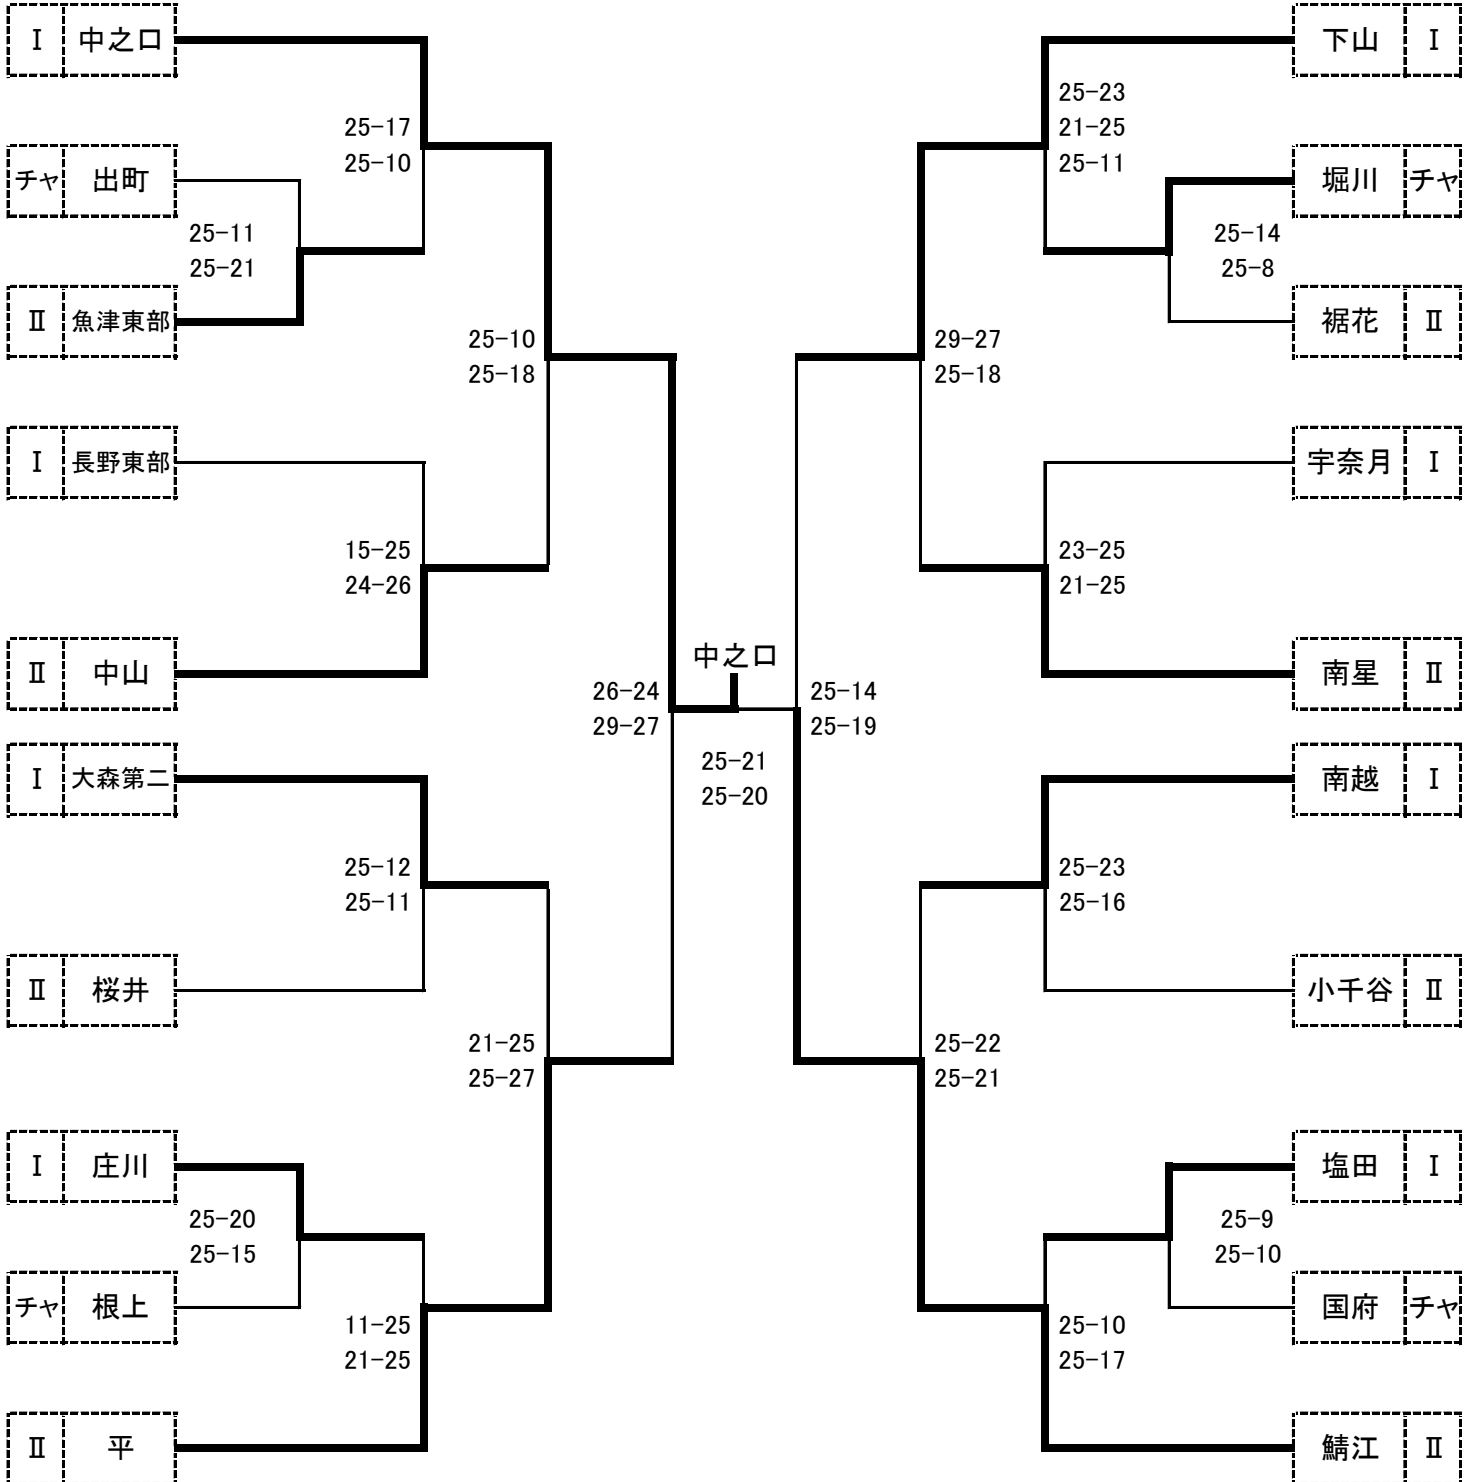 Ⅰ 中之口
25-17
25-10
チャ 出町
25-11
25-21
Ⅱ 魚津東部
25-10
25-18
Ⅰ 長野東部
15-25
24-26
Ⅱ 中山
26-24
29-27
Ⅰ 大森第二
25-12
25-11
Ⅱ 桜井
21-25
25-27
Ⅰ 庄川
25-20
25-15
チャ 根上
11-25
21-25
Ⅱ 平
中之口
25-21
25-20
下山 Ⅰ
25-23
21-25
25-11
堀川 チャ
25-14
25-8
裾花 Ⅱ
29-27
25-18
宇奈月 Ⅰ
23-25
21-25
南星 Ⅱ
25-14
25-19
南越 Ⅰ
25-23
25-16
小千谷 Ⅱ
25-22
25-21
塩田 Ⅰ
25-9
25-10
国府 チャ
25-10
25-17
鯖江 Ⅱ